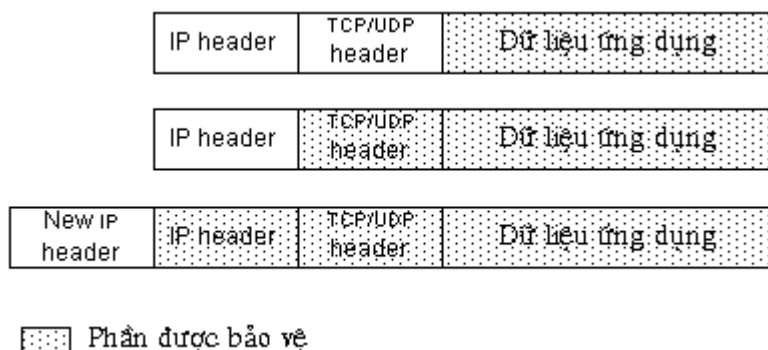 IP header TCP/UDP header Dữ liệu ứng dụng
IP header TCP/UDP header Dữ liệu ứng dụng
New IP header IP header TCP/UDP header Dữ liệu ứng dụng
Phần được bảo vệ